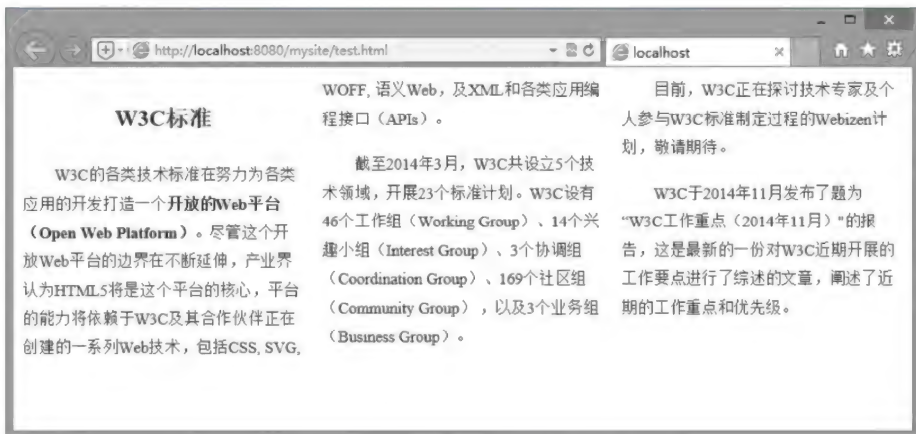 http://localhost:8080/mysite/test.html
localhost
W3C标准
W3C的各类技术标准在努力为各类
应用的开发打造一个开放的Web平台
（Open Web Platform）。尽管这个开
放Web平台的边界在不断延伸，产业界
认为HTML5将是这个平台的核心，平台
的能力将依赖于W3C及其合作伙伴正在
创建的一系列Web技术，包括CSS, SVG,
WOFF, 语义Web，及XML和各类应用编
程接口（APIs）。
截至2014年3月，W3C共设立5个技
术领域，开展23个标准计划。W3C设有
46个工作组（Working Group）、14个兴
趣小组（Interest Group）、3个协调组
（Coordination Group）、169个社区组
（Community Group），以及3个业务组
（Business Group）。
目前，W3C正在探讨技术专家及个
人参与W3C标准制定过程的Webizen计
划，敬请期待。
W3C于2014年11月发布了题为
“W3C工作重点（2014年11月）”的报
告，这是最新的一份对W3C近期开展的
工作要点进行了综述的文章，阐述了近
期的工作重点和优先级。